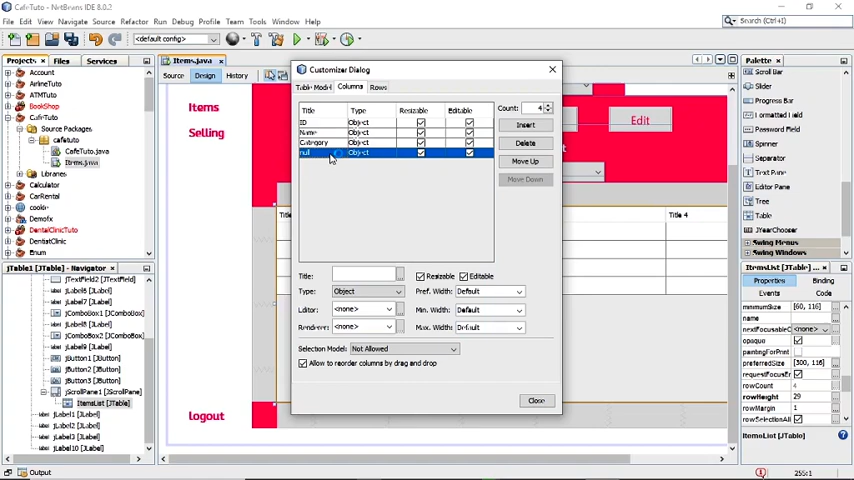 CafeTuto - NetBeans IDE 8.0.2
File Edit View Navigate Source Refactor Run Debug Profile Team Tools Window Help
Search (Ctrl+I)
<default config>
Projects Files Services
Account
AirlineTuto
ATMTuto
BookShop
CafeTuto
Source Packages
cafetuto
CafeTuto.java
Items.java
Libraries
Calculator
CarRental
cookie
Demofx
DentalClinicTuto
DentistClinic
Enum
jTable1 [JTable] - Navigator
jTextField2 [JTextField]
jLabel6 [JLabel]
jLabel7 [JLabel]
jComboBox1 [JComboBox]
jLabel8 [JLabel]
jComboBox2 [JComboBox]
jLabel9 [JLabel]
jButton1 [JButton]
jButton2 [JButton]
jButton3 [JButton]
jScrollPane1 [JScrollPane]
ItemsList [JTable]
jLabel1 [JLabel]
jLabel2 [JLabel]
jLabel4 [JLabel]
jLabel10 [JLabel]
Output
Items.java
Source Design History
Items
Selling
logout
Edit
Title 4
Customizer Dialog
Table Model Columns Rows
Title Type Resizable Editable
ID Object
Name Object
Category Object
null Object
Count: 4
Insert
Delete
Move Up
Move Down
Title: Resizable Editable
Type: Object Pref. Width: Default
Editor: <none> Min. Width: Default
Renderer: <none> Max. Width: Default
Selection Model: Not Allowed
Allow to reorder columns by drag and drop
Close
Palette
Scroll Bar
Slider
Progress Bar
Formatted Field
Password Field
Spinner
Separator
Text Pane
Editor Pane
Tree
Table
JYearChooser
Swing Menus
Swing Windows
ItemsList [JTable]
Properties Binding
Events Code
minimumSize [60, 116]
name
nextFocusableC <none>
opaque
paintingForPrint
preferredSize [300, 116]
requestFocusEn
rowCount 4
rowHeight 29
rowMargin 1
rowSelectionAl
ItemsList [JTable]
255:1